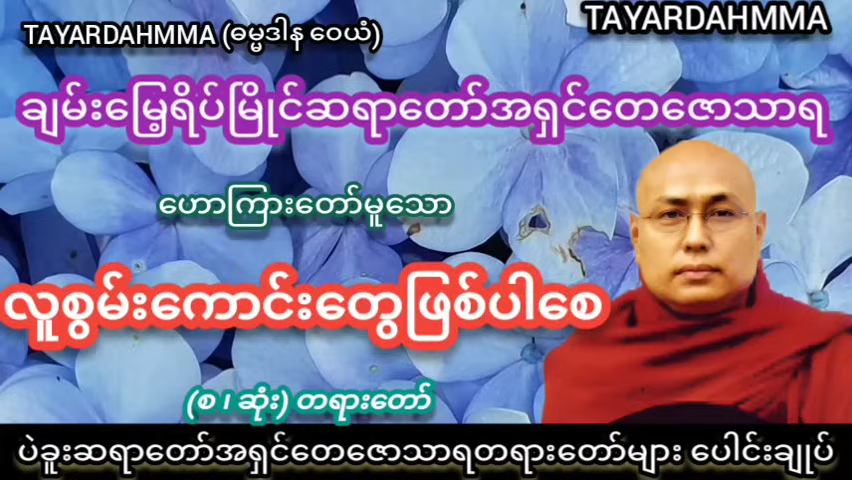 TAYARDAHMMA (ဓမ္မဒါန ဝေယံ)
TAYARDAHMMA
ချမ်းမြေ့ရိပ်မြိုင်ဆရာတော်အရှင်တေဇောသာရ
ဟောကြားတော်မူသော
လူစွမ်းကောင်းတွေဖြစ်ပါစေ
(စ ၊ ဆုံး) တရားတော်
ပဲခူးဆရာတော်အရှင်တေဇောသာရတရားတော်များ ပေါင်းချုပ်